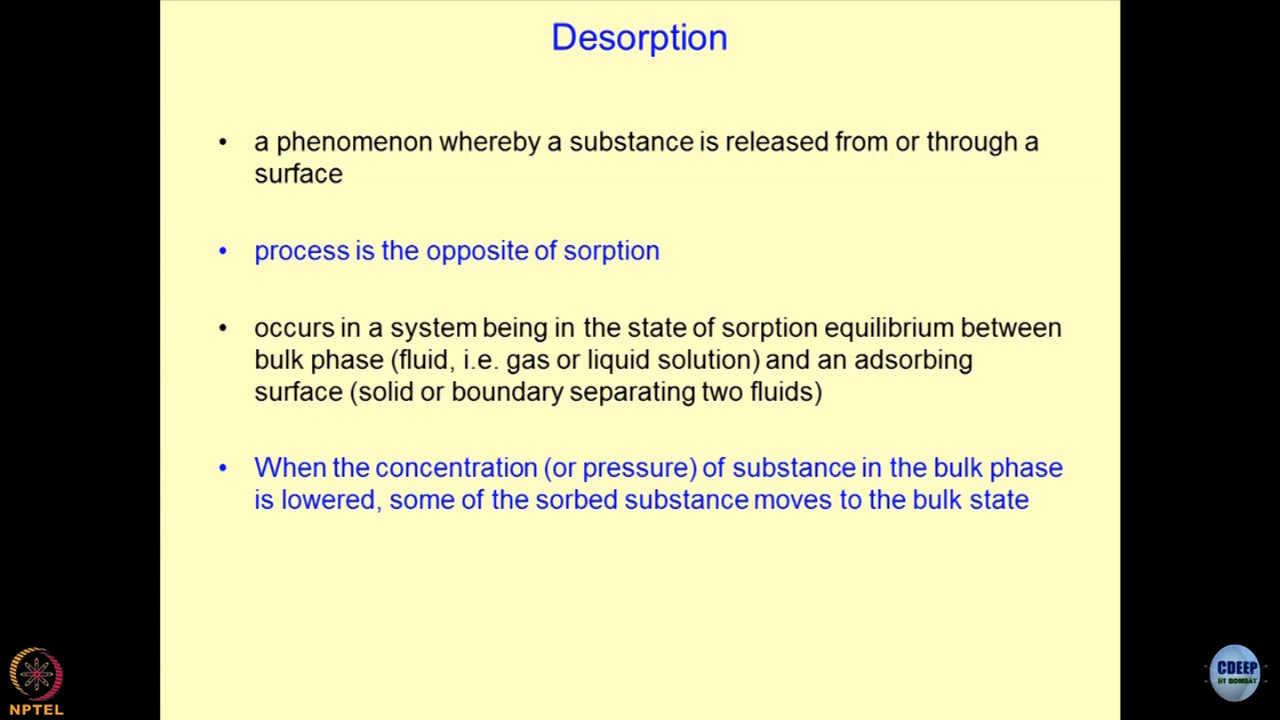 Desorption
• a phenomenon whereby a substance is released from or through a
surface
• process is the opposite of sorption
• occurs in a system being in the state of sorption equilibrium between
bulk phase (fluid, i.e. gas or liquid solution) and an adsorbing
surface (solid or boundary separating two fluids)
• When the concentration (or pressure) of substance in the bulk phase
is lowered, some of the sorbed substance moves to the bulk state
NPTEL
CDEEP
IIT BOMBAY